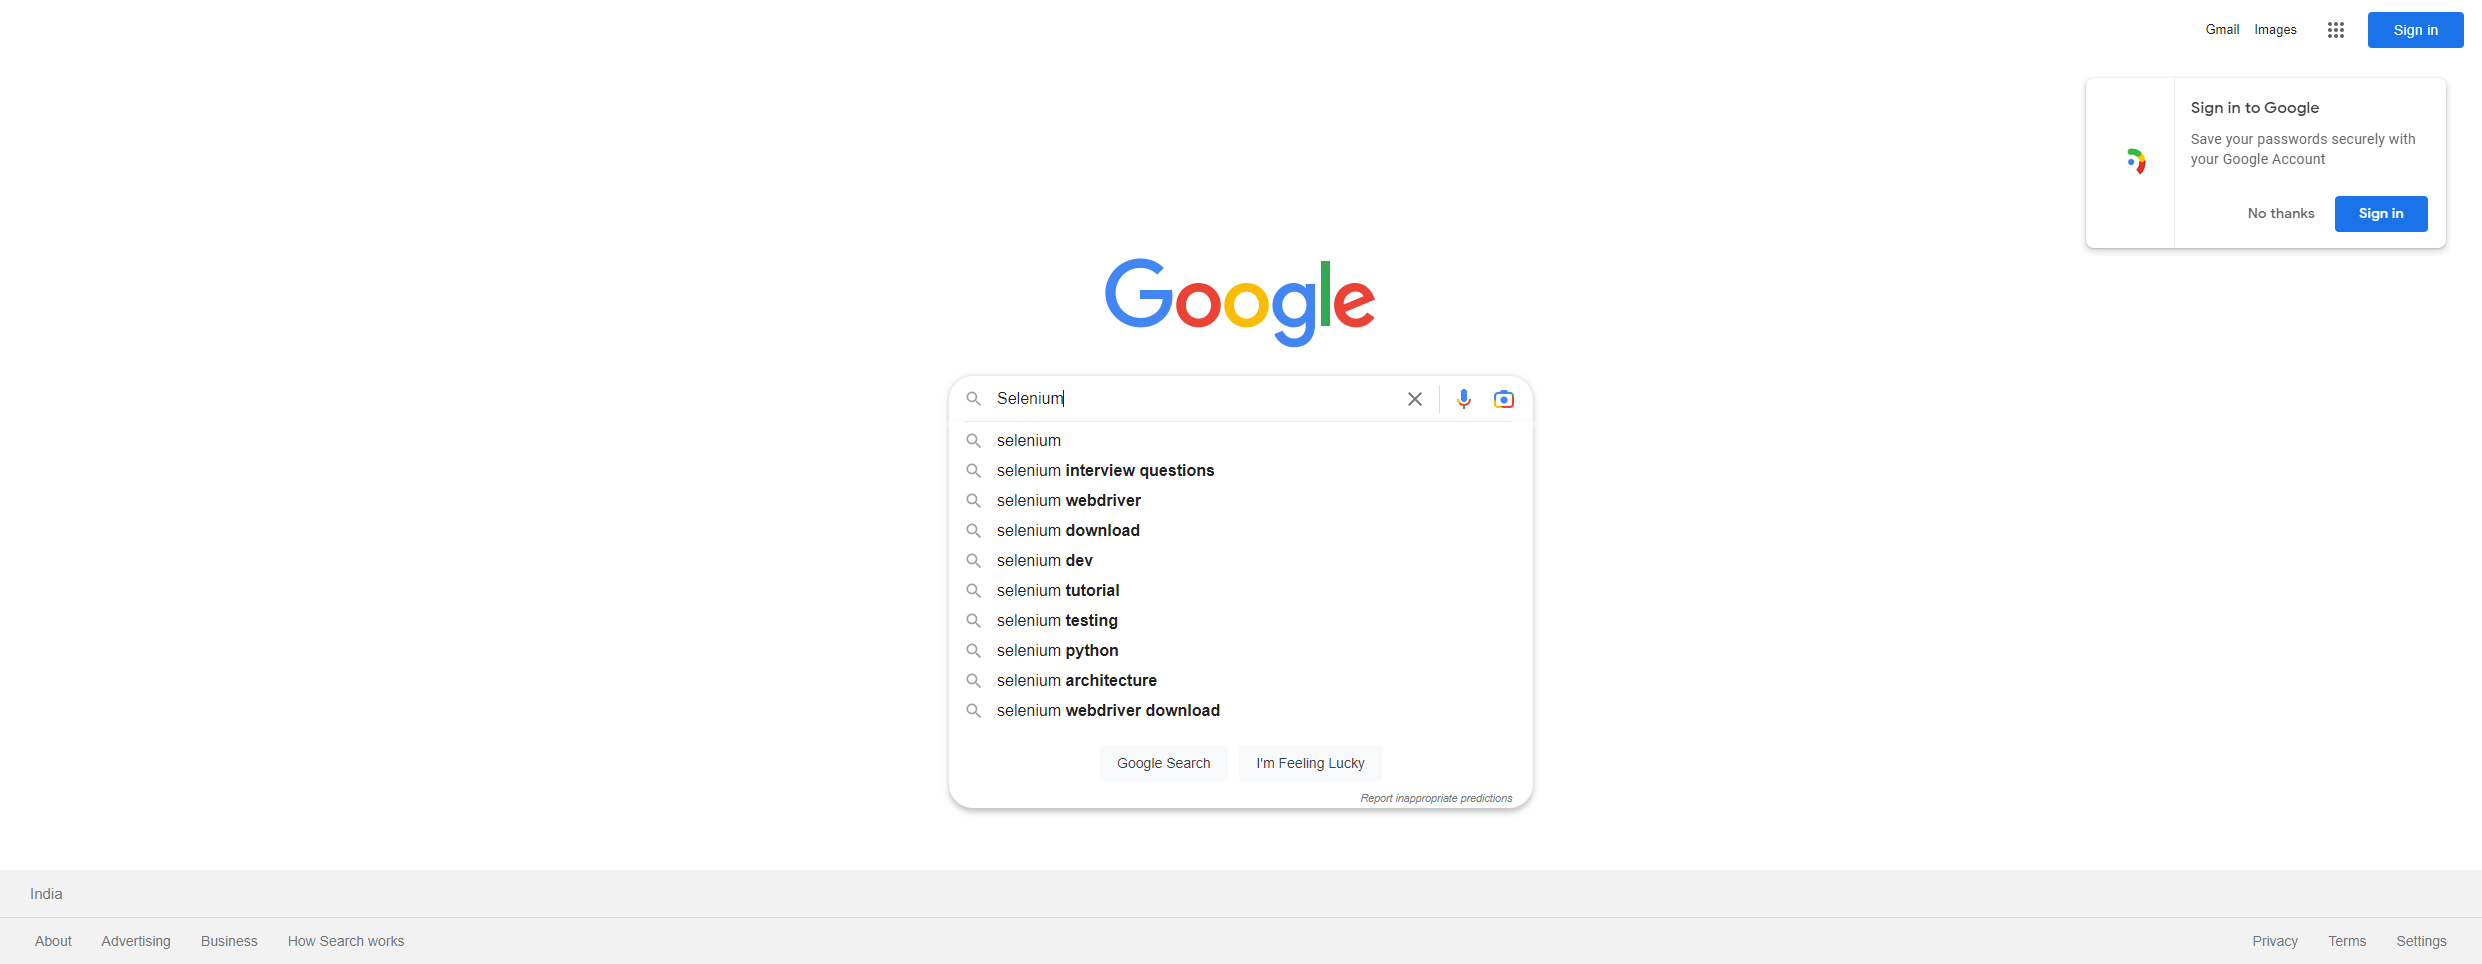 Gmail Images Sign in
Sign in to Google
Save your passwords securely with
your Google Account
No thanks Sign in
Google
Selenium
selenium
selenium interview questions
selenium webdriver
selenium download
selenium dev
selenium tutorial
selenium testing
selenium python
selenium architecture
selenium webdriver download
Google Search I'm Feeling Lucky
Report inappropriate predictions
India
About Advertising Business How Search works Privacy Terms Settings